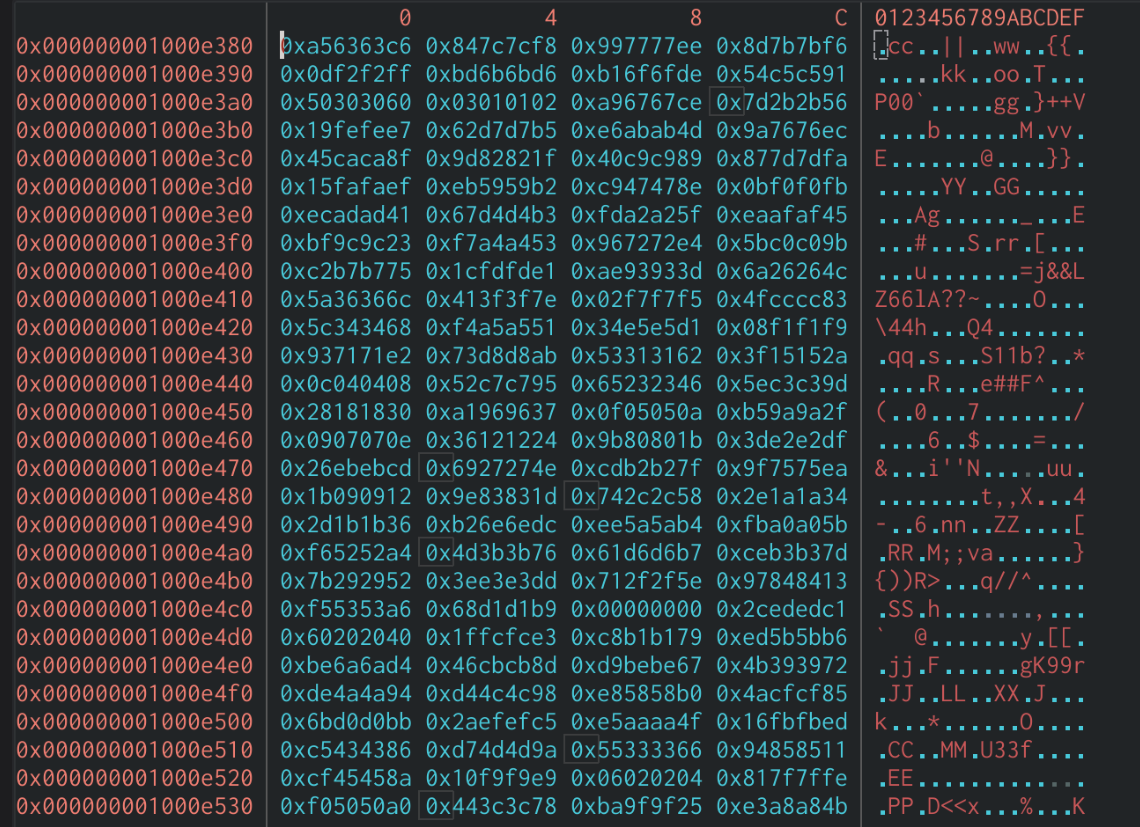 0 4 8 C 0123456789ABCDEF
0x000000001000e380 0xa56363c6 0x847c7cf8 0x997777ee 0x8d7b7bf6 .cc..||..ww..{{.
0x000000001000e390 0x0df2f2ff 0xbd6b6bd6 0xb16f6fde 0x54c5c591 .....kk..oo.T...
0x000000001000e3a0 0x50303060 0x03010102 0xa96767ce 0x7d2b2b56 P00`.....gg.}++V
0x000000001000e3b0 0x19fefee7 0x62d7d7b5 0xe6abab4d 0x9a7676ec ....b......M.vv.
0x000000001000e3c0 0x45caca8f 0x9d82821f 0x40c9c989 0x877d7dfa E.......@....}}.
0x000000001000e3d0 0x15fafaef 0xeb5959b2 0xc947478e 0x0bf0f0fb .....YY..GG.....
0x000000001000e3e0 0xecadad41 0x67d4d4b3 0xfda2a25f 0xeaafaf45 ...Ag......_...E
0x000000001000e3f0 0xbf9c9c23 0xf7a4a453 0x967272e4 0x5bc0c09b ...#...S.rr.[...
0x000000001000e400 0xc2b7b775 0x1cfdfde1 0xae93933d 0x6a26264c ...u.......=j&&L
0x000000001000e410 0x5a36366c 0x413f3f7e 0x02f7f7f5 0x4fcccc83 Z66lA??~....O...
0x000000001000e420 0x5c343468 0xf4a5a551 0x34e5e5d1 0x08f1f1f9 \44h...Q4.......
0x000000001000e430 0x937171e2 0x73d8d8ab 0x53313162 0x3f15152a .qq.s...S11b?..*
0x000000001000e440 0x0c040408 0x52c7c795 0x65232346 0x5ec3c39d ....R...e##F^...
0x000000001000e450 0x28181830 0xa1969637 0x0f05050a 0xb59a9a2f (..0...7......./
0x000000001000e460 0x0907070e 0x36121224 0x9b80801b 0x3de2e2df ....6..$....=...
0x000000001000e470 0x26ebebcd 0x6927274e 0xcdb2b27f 0x9f7575ea &...i''N.....uu.
0x000000001000e480 0x1b090912 0x9e83831d 0x742c2c58 0x2e1a1a34 ........t,,X...4
0x000000001000e490 0x2d1b1b36 0xb26e6edc 0xee5a5ab4 0xfba0a05b -..6.nn..ZZ....[
0x000000001000e4a0 0xf65252a4 0x4d3b3b76 0x61d6d6b7 0xceb3b37d .RR.M;;va......}
0x000000001000e4b0 0x7b292952 0x3ee3e3dd 0x712f2f5e 0x97848413 {))R>...q//^....
0x000000001000e4c0 0xf55353a6 0x68d1d1b9 0x00000000 0x2cededc1 .SS.h.......,...
0x000000001000e4d0 0x60202040 0x1ffcfce3 0xc8b1b179 0xed5b5bb6 `  @.......y.[[.
0x000000001000e4e0 0xbe6a6ad4 0x46cbcb8d 0xd9bebe67 0x4b393972 .jj.F......gK99r
0x000000001000e4f0 0xde4a4a94 0xd44c4c98 0xe85858b0 0x4acfcf85 .JJ..LL..XX.J...
0x000000001000e500 0x6bd0d0bb 0x2aefefc5 0xe5aaaa4f 0x16fbfbed k...*......O....
0x000000001000e510 0xc5434386 0xd74d4d9a 0x55333366 0x94858511 .CC..MM.U33f....
0x000000001000e520 0xcf45458a 0x10f9f9e9 0x06020204 0x817f7ffe .EE.............
0x000000001000e530 0xf05050a0 0x443c3c78 0xba9f9f25 0xe3a8a84b .PP.D<<x...%...K